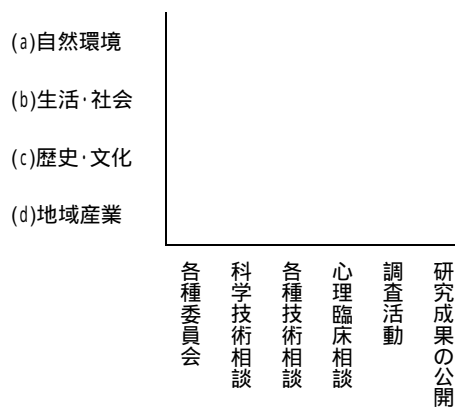 (a)自然環境
(b)生活･社会
(c)歴史･文化
(d)地域産業
各種委員会
科学技術相談
各種技術相談
心理臨床相談
調査活動
研究成果の公開